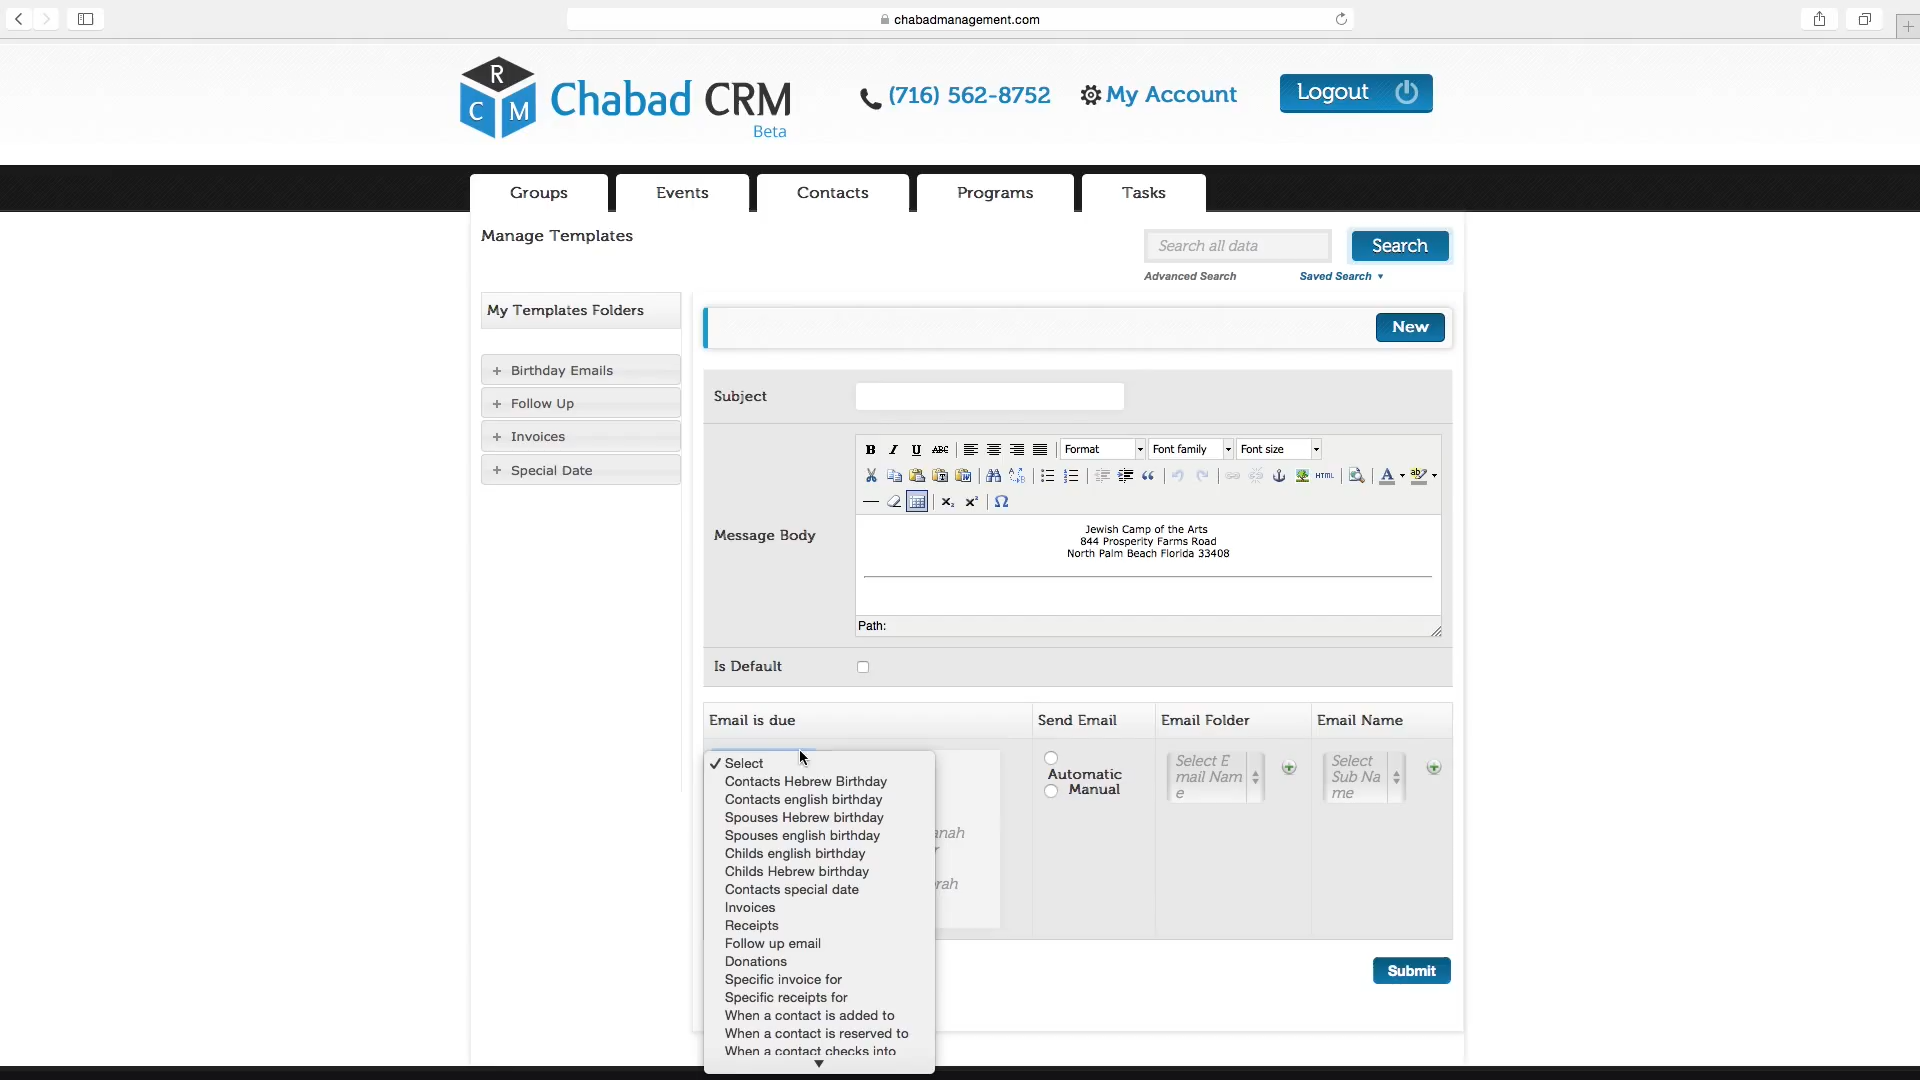 chabadmanagement.com
R
C M
Chabad CRM
Beta
(716) 562-8752
My Account
Logout
Groups
Events
Contacts
Programs
Tasks
Manage Templates
Search all data
Search
Advanced Search
Saved Search
My Templates Folders
New
+ Birthday Emails
+ Follow Up
+ Invoices
+ Special Date
Subject
B I U ABC Format Font family Font size
HTML
Message Body
Jewish Camp of the Arts
844 Prosperity Farms Road
North Palm Beach Florida 33408
Path:
Is Default
Email is due
Send Email
Email Folder
Email Name
✓ Select
Contacts Hebrew Birthday
Contacts english birthday
Spouses Hebrew birthday
Spouses english birthday
Childs english birthday
Childs Hebrew birthday
Contacts special date
Invoices
Receipts
Follow up email
Donations
Specific invoice for
Specific receipts for
When a contact is added to
When a contact is reserved to
When a contact checks into
Automatic
Manual
Select E
mail Nam
e
Select
Sub Na
me
Submit